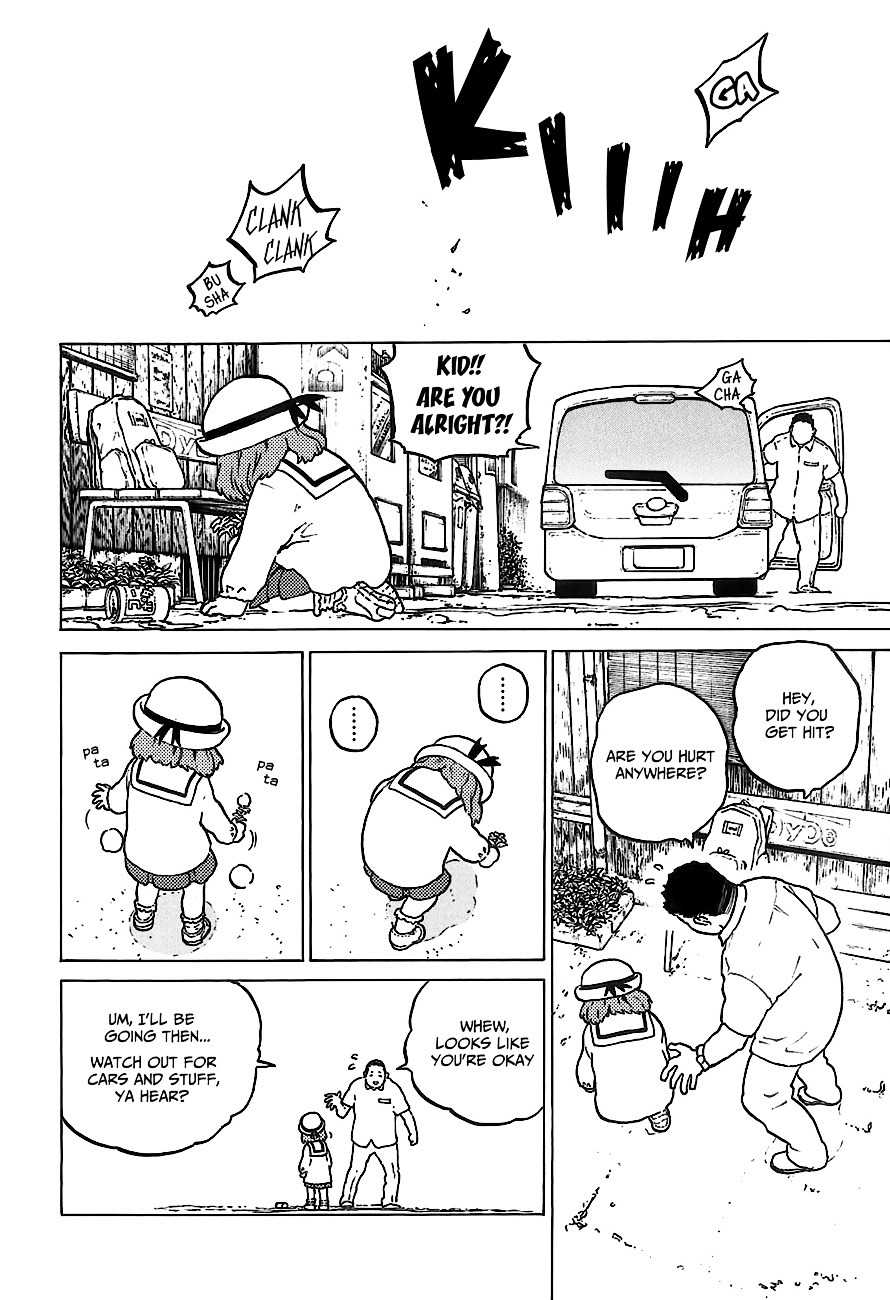 KIIIH
GA
CLANK
CLANK
BU
SHA
GA
CHA
KID!!
ARE YOU
ALRIGHT?!
HEY,
DID YOU
GET HIT?
ARE YOU HURT
ANYWHERE?
......
......
pa
ta
pa
ta
WHEW,
LOOKS LIKE
YOU'RE OKAY
UM, I'LL BE
GOING THEN...
WATCH OUT FOR
CARS AND STUFF,
YA HEAR?